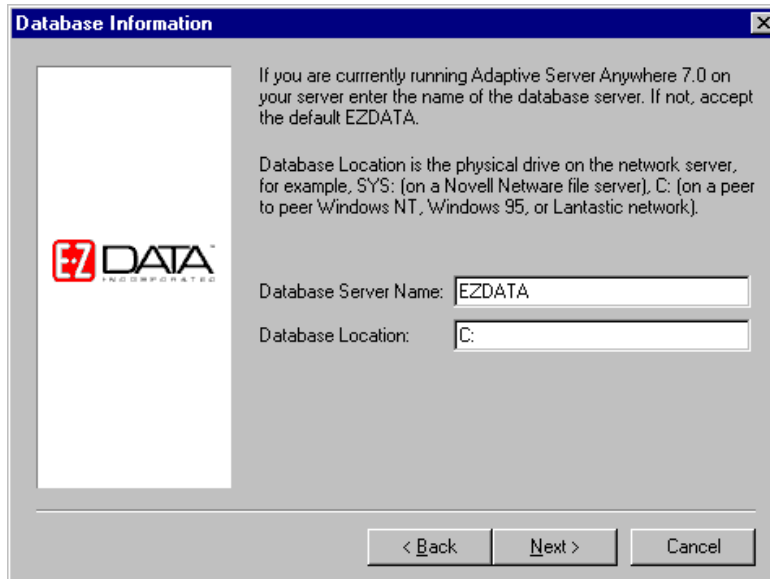 Database Information
If you are currrently running Adaptive Server Anywhere 7.0 on
your server enter the name of the database server. If not, accept
the default EZDATA.
Database Location is the physical drive on the network server,
for example, SYS: (on a Novell Netware file server), C: (on a peer
to peer Windows NT, Windows 95, or Lantastic network).
E·Z DATA™
INCORPORATED
Database Server Name: EZDATA
Database Location: C:
< Back Next > Cancel